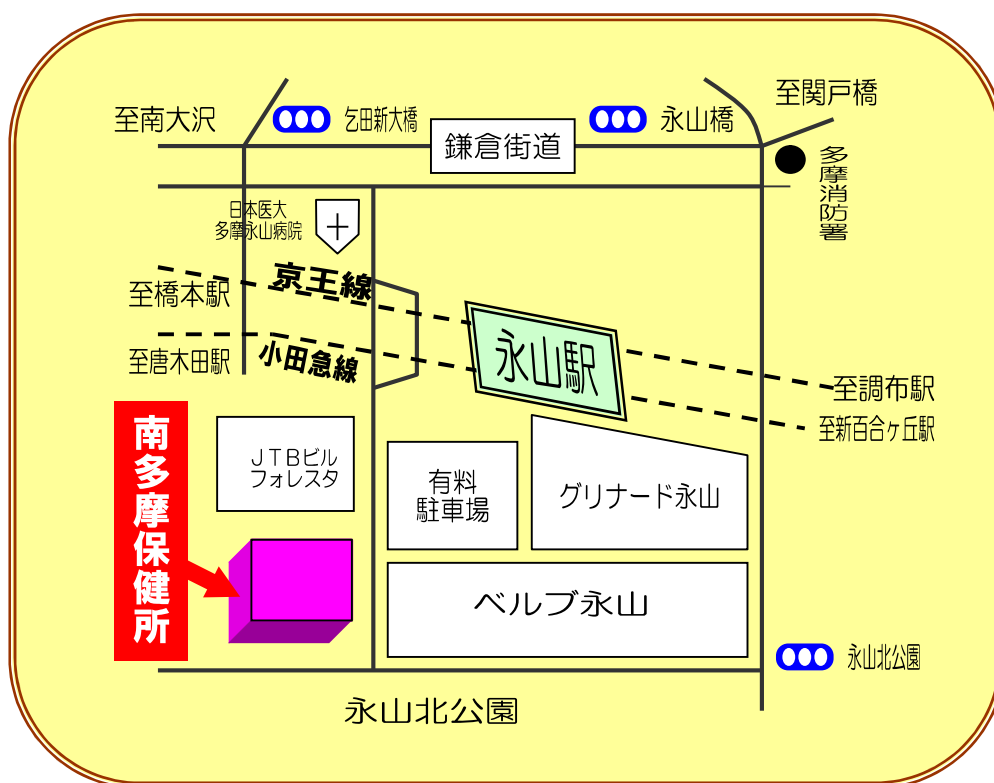 至関戸橋
至南大沢
乞田新大橋
永山橋
鎌倉街道
多摩消防署
日本医大
多摩永山病院
京王線
至橋本駅
永山駅
小田急線
至唐木田駅
至調布駅
至新百合ヶ丘駅
南多摩保健所
JTBビル
フォレスタ
有料
駐車場
グリナード永山
ベルブ永山
永山北公園
永山北公園